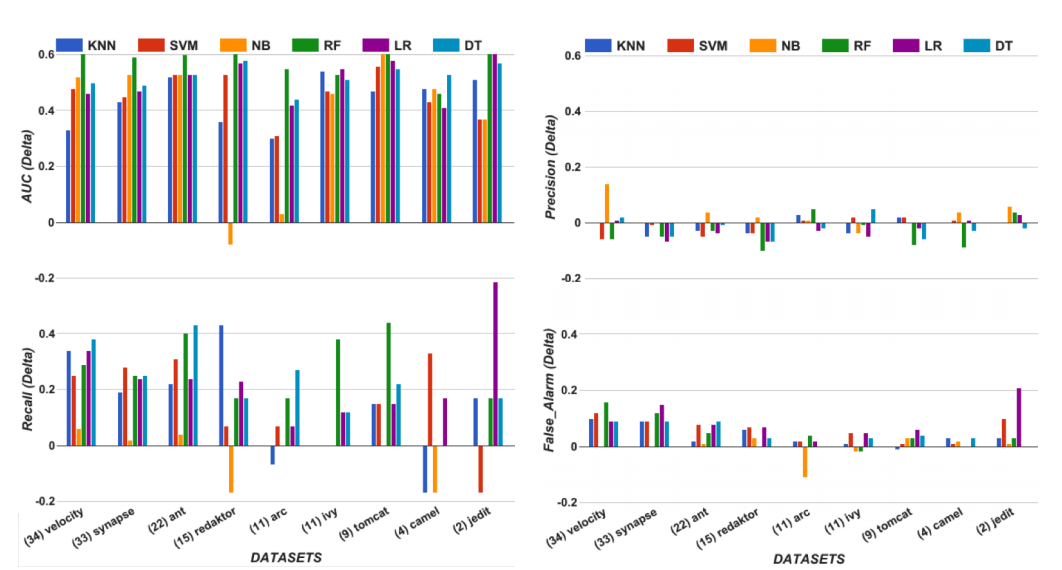 KNN SVM NB RF LR DT
0.6
0.4
0.2
0
-0.2
AUC (Delta)
0.4
0.2
0
-0.2
Recall (Delta)
(34) velocity
(33) synapse
(22) ant
(15) redaktor
(11) arc
(11) ivy
(9) tomcat
(4) camel
(2) jedit
DATASETS
KNN SVM NB RF LR DT
0.6
0.4
0.2
0
-0.2
Precision (Delta)
0.4
0.2
0
-0.2
False_Alarm (Delta)
(34) velocity
(33) synapse
(22) ant
(15) redaktor
(11) arc
(11) ivy
(9) tomcat
(4) camel
(2) jedit
DATASETS